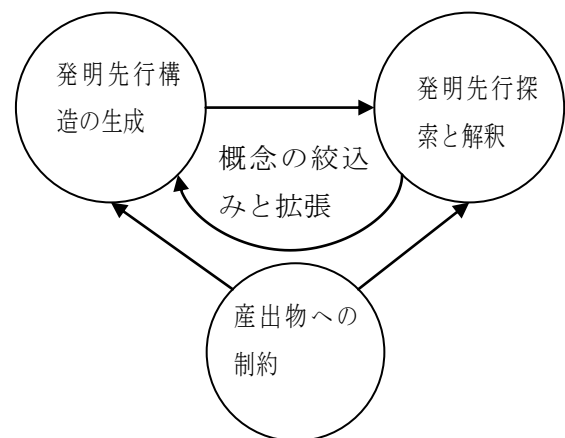 発明先行構
造の生成
発明先行探
索と解釈
概念の絞込
みと拡張
産出物への
制約